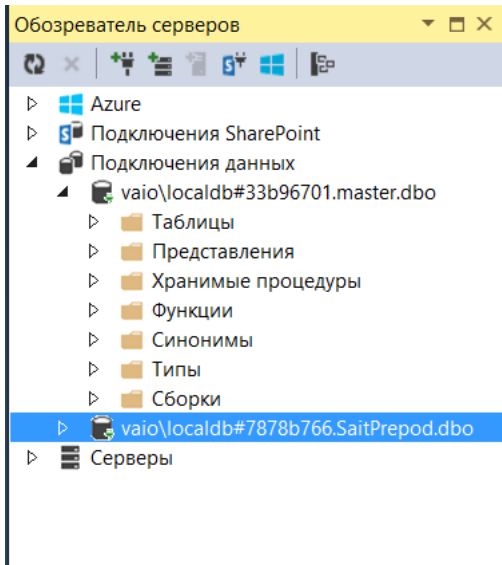 Обозреватель серверов
Azure
Подключения SharePoint
Подключения данных
vaio\localdb#33b96701.master.dbo
Таблицы
Представления
Хранимые процедуры
Функции
Синонимы
Типы
Сборки
vaio\localdb#7878b766.SaitPrepod.dbo
Серверы